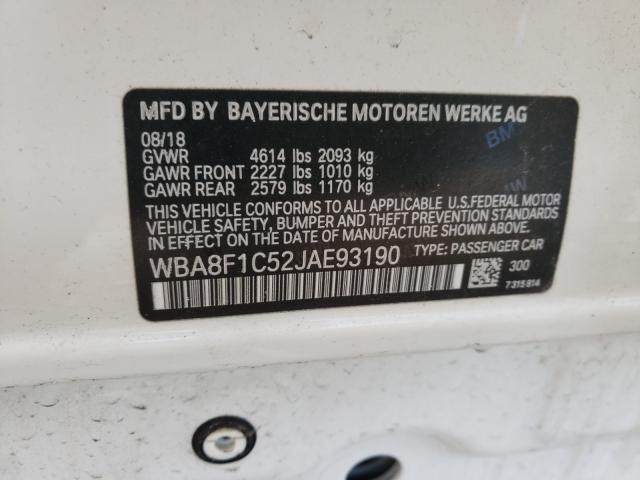 MFD BY BAYERISCHE MOTOREN WERKE AG
08/18
GVWR 4614 lbs 2093 kg
GAWR FRONT 2227 lbs 1010 kg
GAWR REAR 2579 lbs 1170 kg
THIS VEHICLE CONFORMS TO ALL APPLICABLE U.S.FEDERAL MOTOR
VEHICLE SAFETY, BUMPER AND THEFT PREVENTION STANDARDS
IN EFFECT ON THE DATE OF MANUFACTURE SHOWN ABOVE.
WBA8F1C52JAE93190 TYPE: PASSENGER CAR
300
7315814